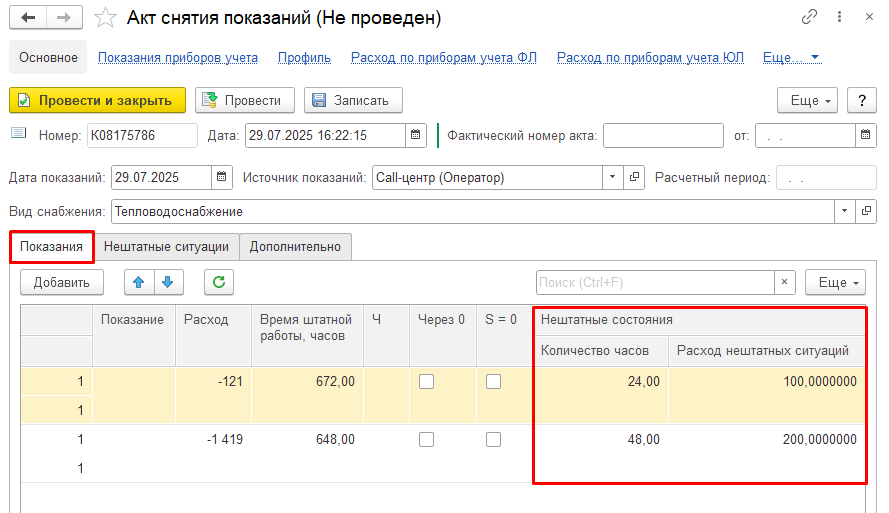 Акт снятия показаний (Не проведен)
Основное Показания приборов учета Профиль Расход по приборам учета ФЛ Расход по приборам учета ЮЛ Еще...
Провести и закрыть Провести Записать Еще ?
Номер: К08175786 Дата: 29.07.2025 16:22:15 Фактический номер акта: от: . .
Дата показаний: 29.07.2025 Источник показаний: Call-центр (Оператор) Расчетный период: . .
Вид снабжения: Тепловодоснабжение
Показания Нештатные ситуации Дополнительно
Добавить Поиск (Ctrl+F) × Еще
Показание Расход Время штатной Ч Через 0 S = 0 Нештатные состояния
работы, часов
Количество часов Расход нештатных ситуаций
1 -121 672,00 24,00 100,0000000
1
1 -1 419 648,00 48,00 200,0000000
1